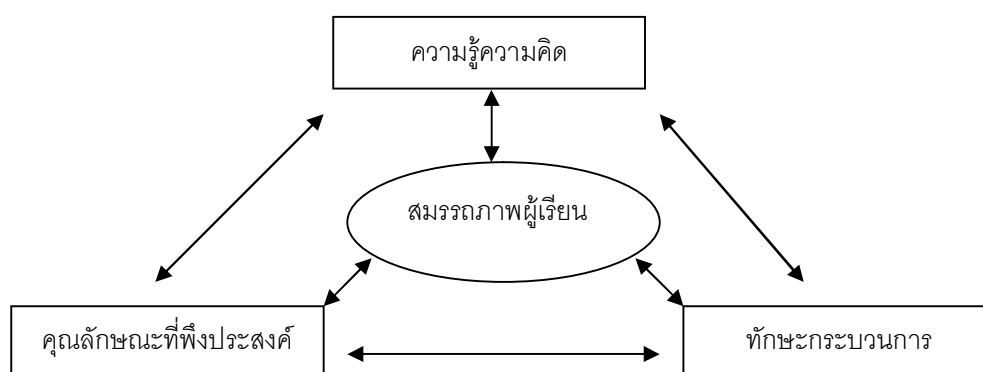 ความรู้ความคิด
สมรรถภาพผู้เรียน
คุณลักษณะที่พึงประสงค์
ทักษะกระบวนการ